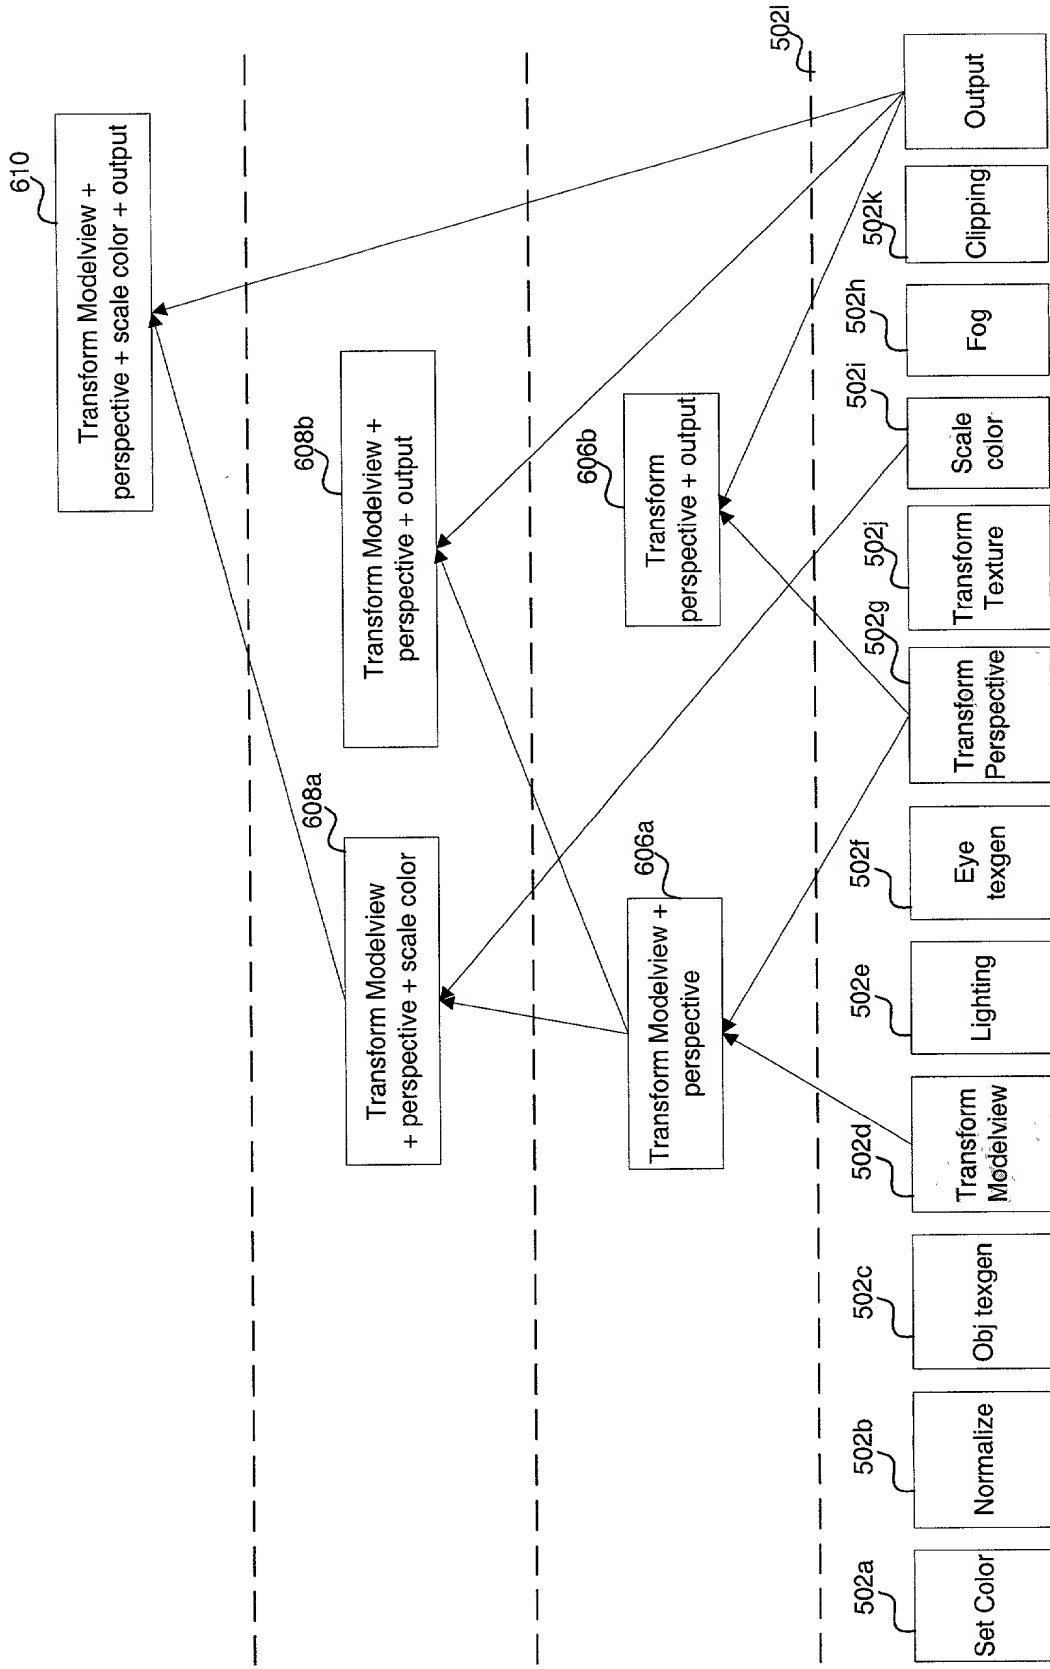 610
Transform Modelview +
perspective + scale color + output
608a
Transform Modelview
+ perspective + scale color
608b
Transform Modelview +
perspective + output
606a
Transform Modelview +
perspective
606b
Transform
perspective + output
502a
Set Color
502b
Normalize
502c
Obj texgen
502d
Transform
Modelview
502e
Lighting
502f
Eye
texgen
502g
Transform
Perspective
502j
Transform
Texture
502i
Scale
color
502h
Fog
502k
Clipping
502l
Output